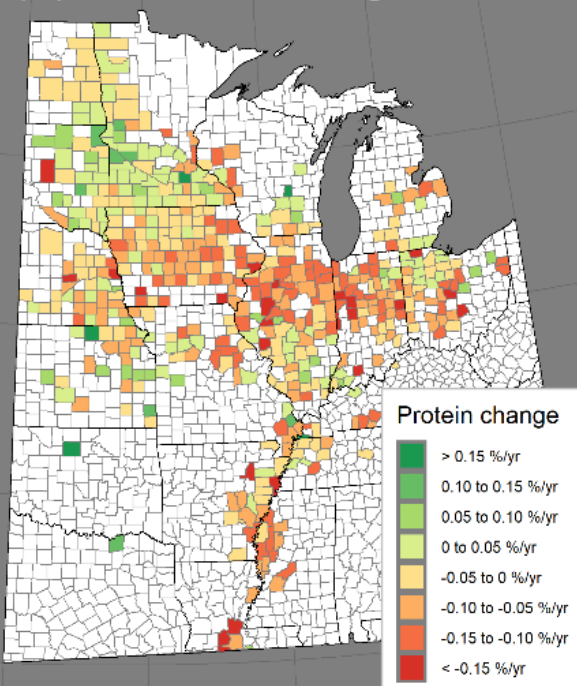 Protein change
> 0.15 %/yr
0.10 to 0.15 %/yr
0.05 to 0.10 %/yr
0 to 0.05 %/yr
-0.05 to 0 %/yr
-0.10 to -0.05 %/yr
-0.15 to -0.10 %/yr
< -0.15 %/yr